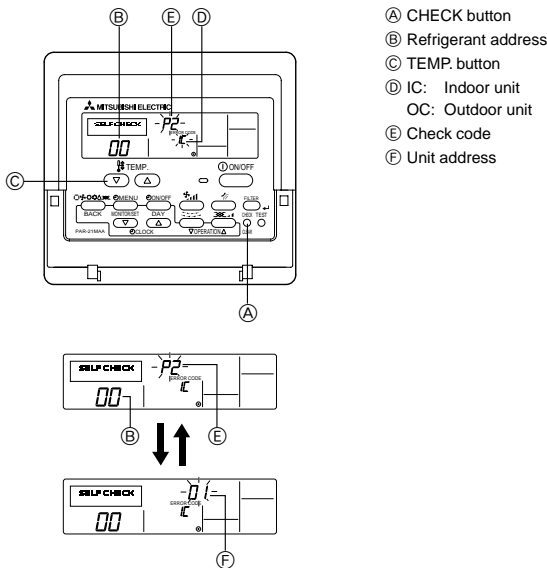 Ⓑ Ⓔ Ⓓ
MITSUBISHI ELECTRIC
SELF CHECK
P2
ERROR CODE
IC
00
TEMP.
ON/OFF
Ⓒ
MENU ON/OFF FILTER
BACK MONITOR/SET DAY CHECK TEST
PAR-21MAA CLOCK OPERATION CLEAR
Ⓐ
SELF CHECK
P2
ERROR CODE
IC
00
Ⓑ Ⓔ
SELF CHECK
01
ERROR CODE
IC
00
Ⓕ
Ⓐ CHECK button
Ⓑ Refrigerant address
Ⓒ TEMP. button
Ⓓ IC: Indoor unit
OC: Outdoor unit
Ⓔ Check code
Ⓕ Unit address